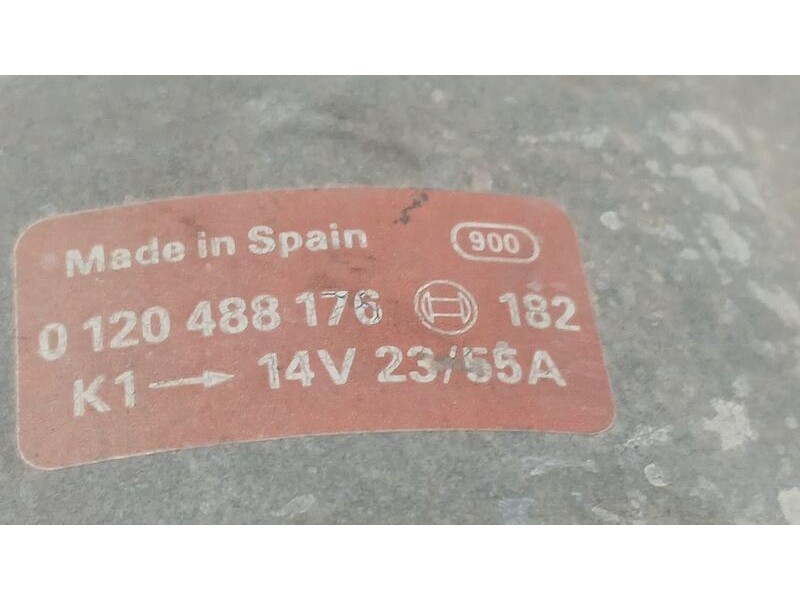 Made in Spain 900
0 120 488 176 182
K1 → 14V 23/55A